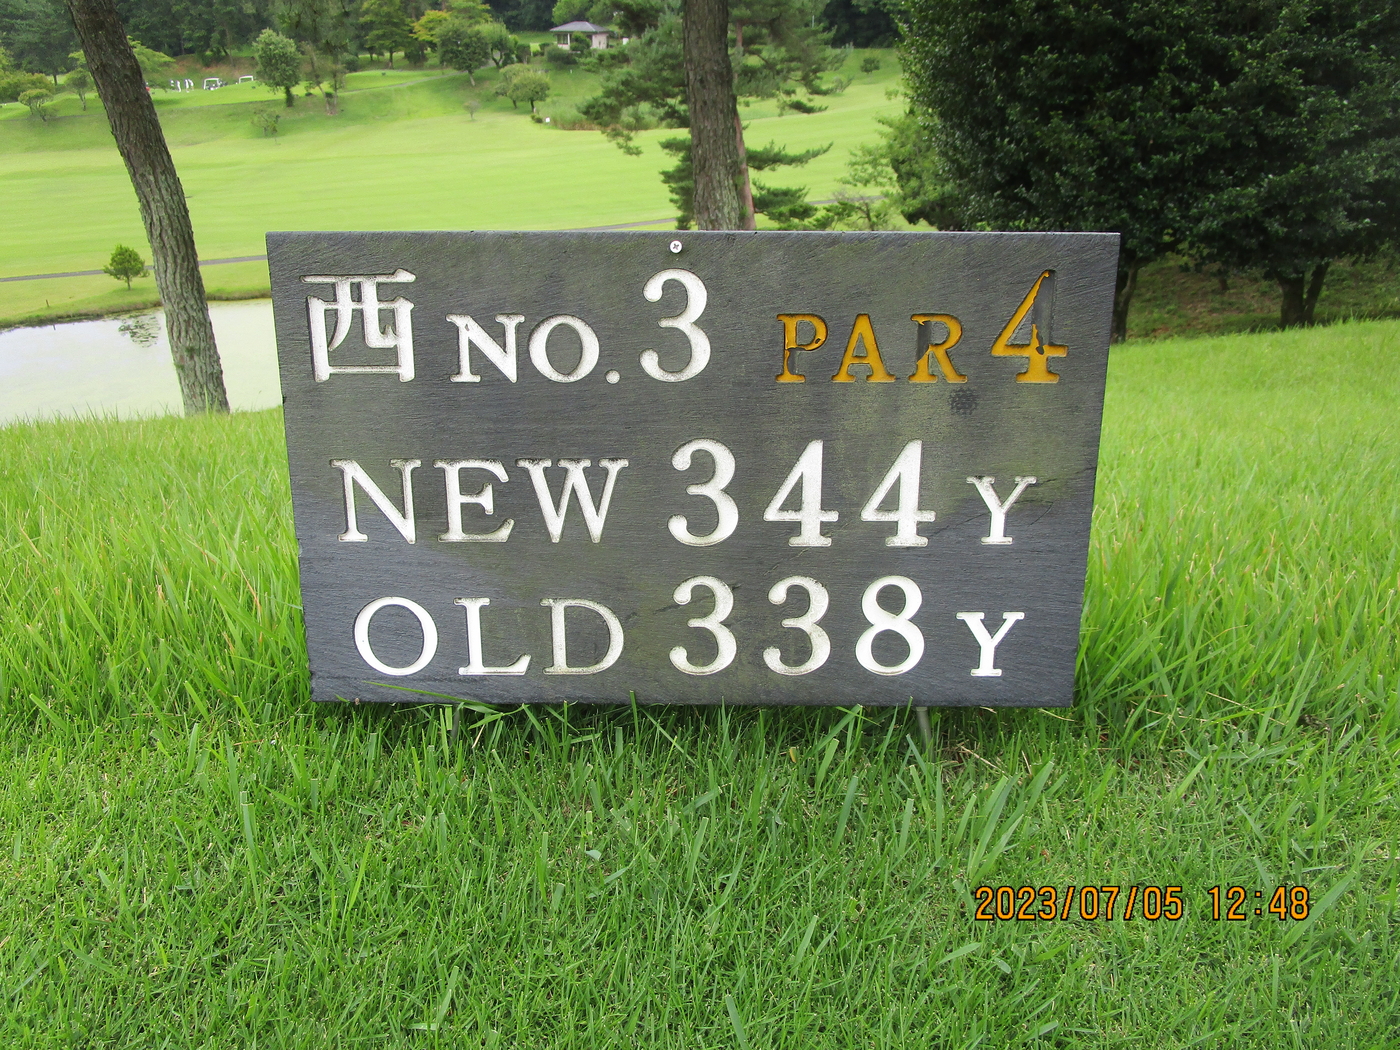 西 NO.3 PAR 4
NEW 344 Y
OLD 338 Y
2023/07/05 12:48